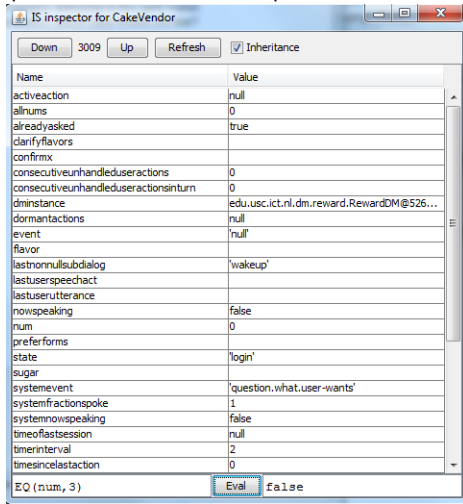 IS inspector for CakeVendor
Down 3009 Up Refresh Inheritance
Name Value
activeaction null
allnums 0
alreadyasked true
clarifyflavors
confirmx
consecutiveunhandleduseractions 0
consecutiveunhandleduseractionsinturn 0
dminstance edu.usc.ict.nl.dm.reward.RewardDM@526...
dormantactions null
event 'null'
flavor
lastnonnullsubdialog 'wakeup'
lastuserspeechact
lastuserutterance
nowspeaking false
num 0
preferforms
state 'login'
sugar
systemevent 'question.what.user-wants'
systemfractionspoke 1
systemnowspeaking false
timeoflastsession null
timerinterval 2
timesincelastaction 0
EQ(num,3) Eval false